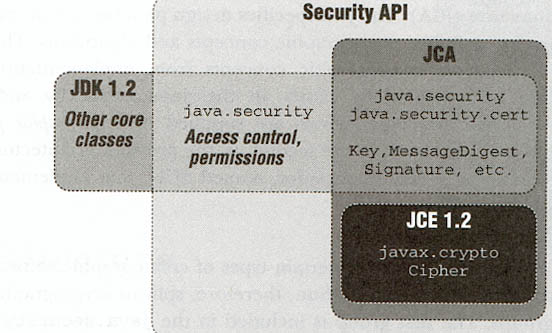 Security API
JCA
JDK 1.2
Other core
classes
java.security
Access control,
permissions
java.security
java.security.cert
Key,MessageDigest,
Signature, etc.
JCE 1.2
javax.crypto
Cipher